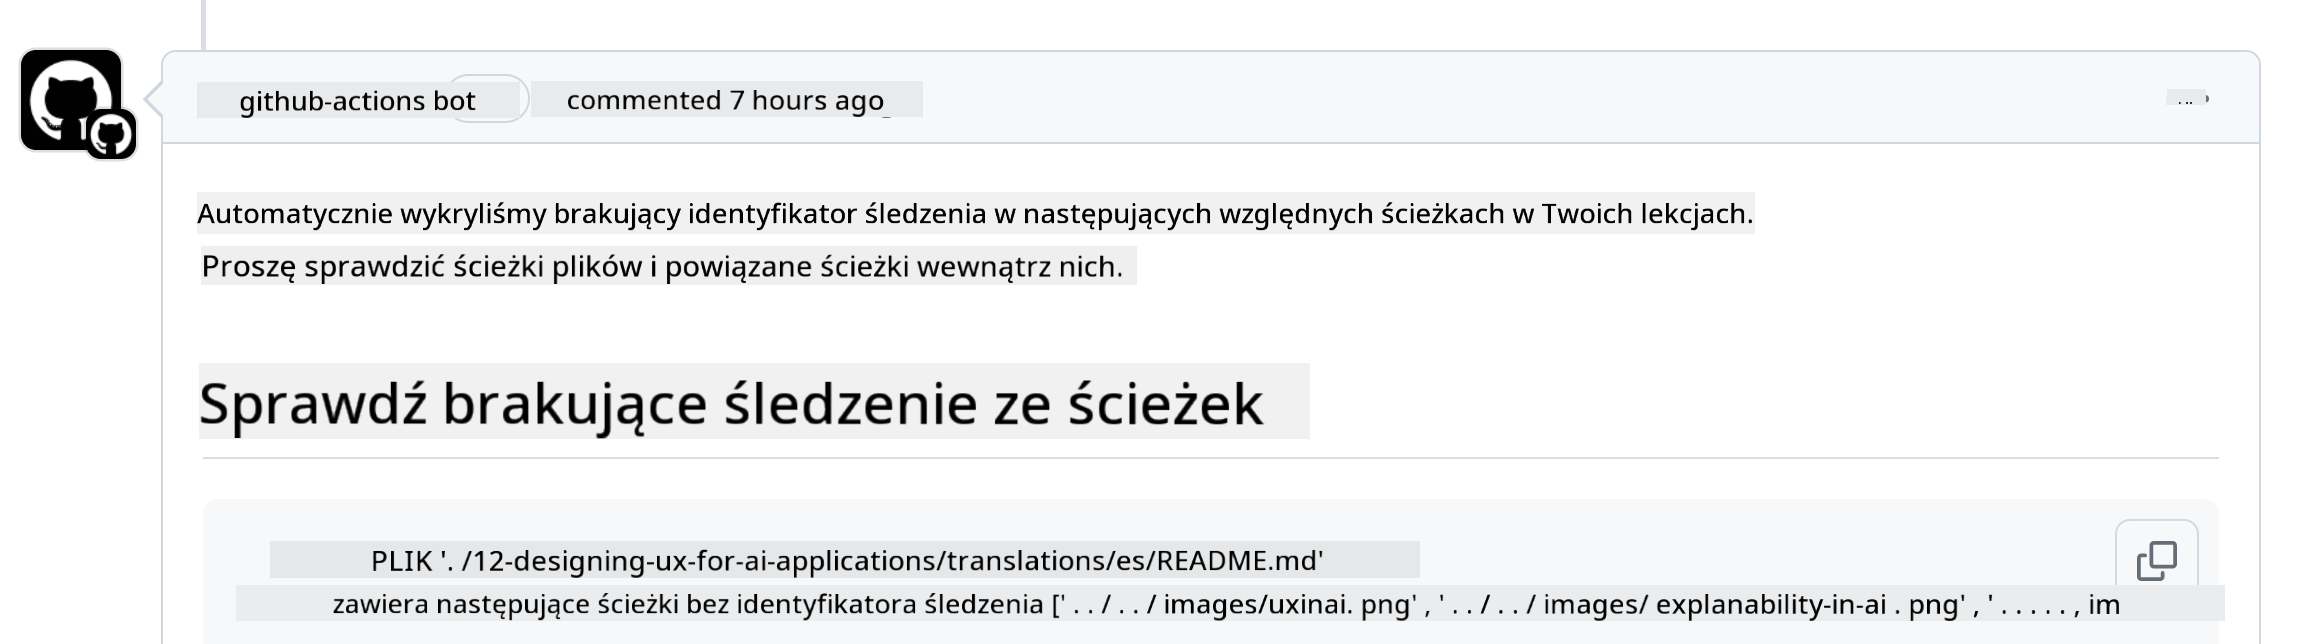 github-actions bot commented 7 hours ago ...
Automatycznie wykryliśmy brakujący identyfikator śledzenia w następujących względnych ścieżkach w Twoich lekcjach.
Proszę sprawdzić ścieżki plików i powiązane ścieżki wewnątrz nich.
Sprawdź brakujące śledzenie ze ścieżek
PLIK '. /12-designing-ux-for-ai-applications/translations/es/README.md'
zawiera następujące ścieżki bez identyfikatora śledzenia [' . . / . . / images/uxinai. png' , ' . . / . . / images/ explanability-in-ai . png' , ' . . . . . , im